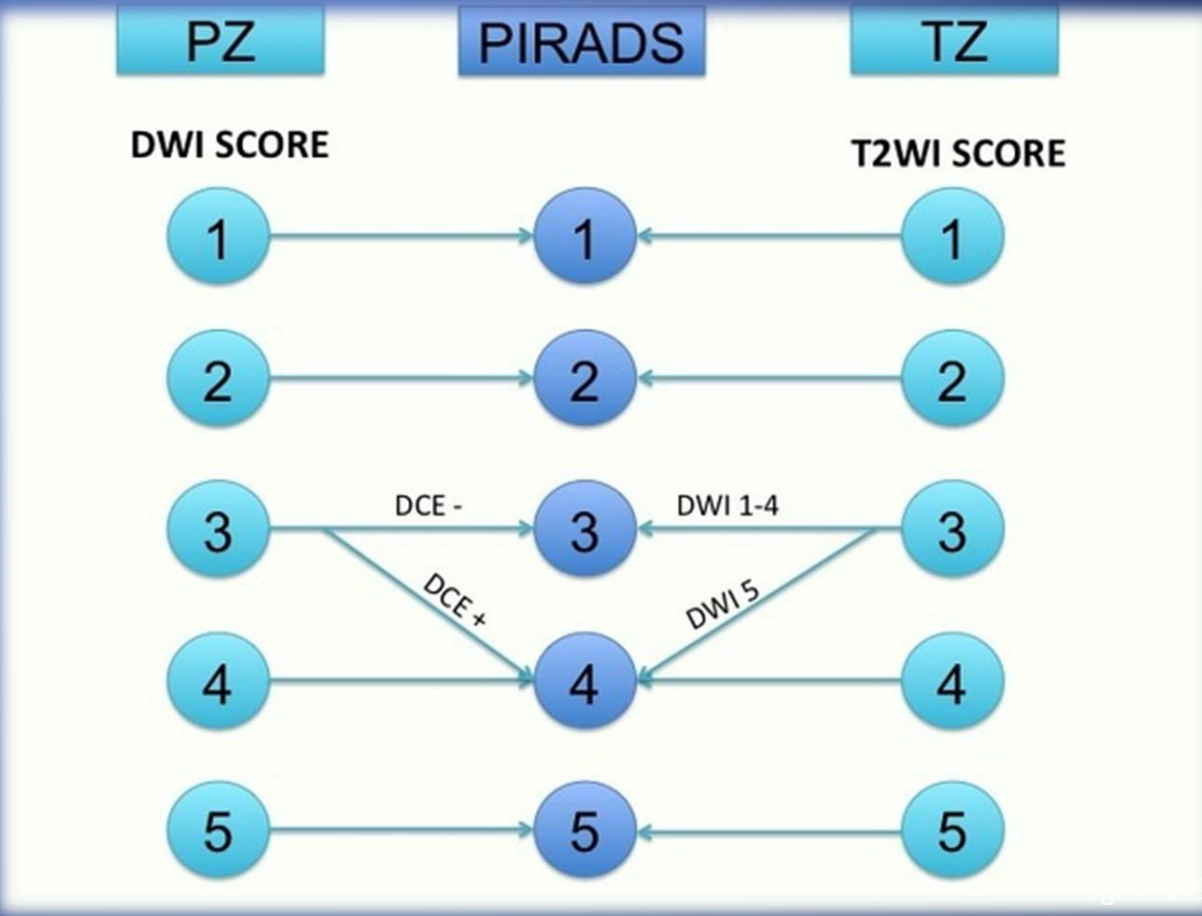 PZ PIRADS TZ
DWI SCORE
T2WI SCORE
1 1 1
2 2 2
3 DCE - 3 DWI 1-4 3
DCE + DWI 5
4 4 4
5 5 5